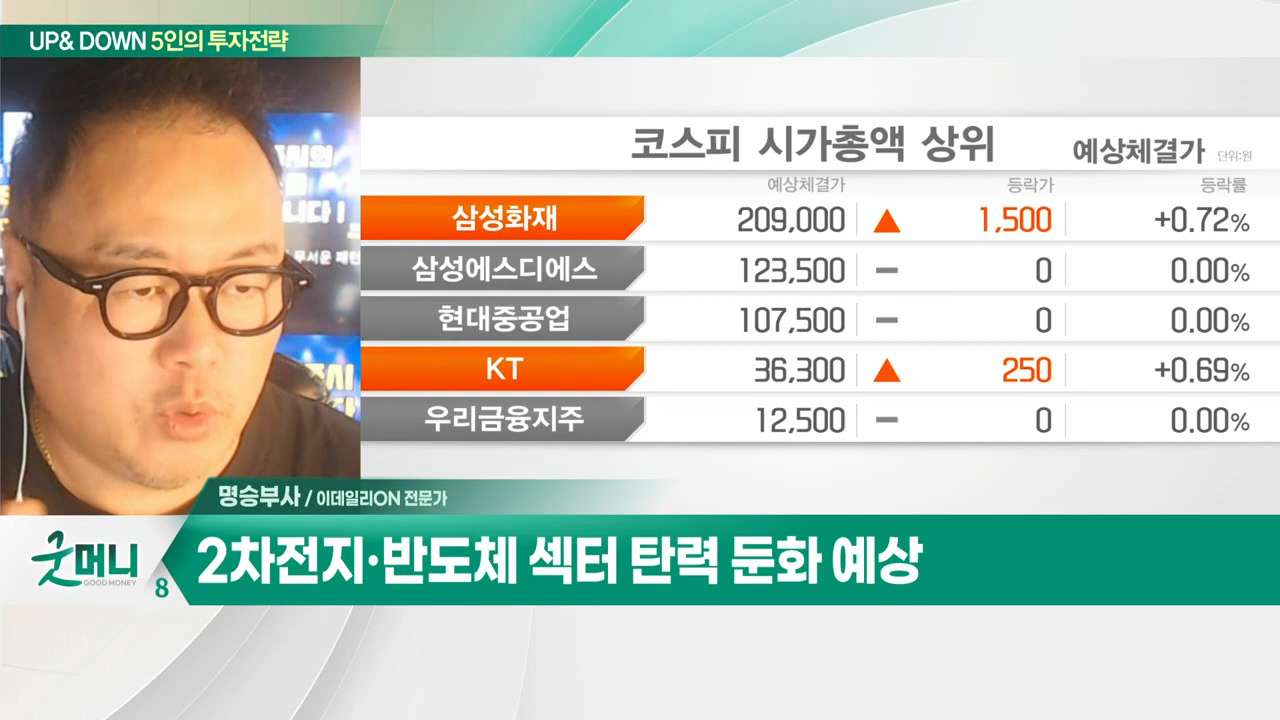 UP& DOWN 5인의 투자전략
코스피 시가총액 상위 예상체결가 단위:원
예상체결가 등락가 등락률
삼성화재 209,000 ▲ 1,500 +0.72%
삼성에스디에스 123,500 – 0 0.00%
현대중공업 107,500 – 0 0.00%
KT 36,300 ▲ 250 +0.69%
우리금융지주 12,500 – 0 0.00%
명승부사 / 이데일리ON 전문가
굿머니
GOOD MONEY
8
2차전지·반도체 섹터 탄력 둔화 예상